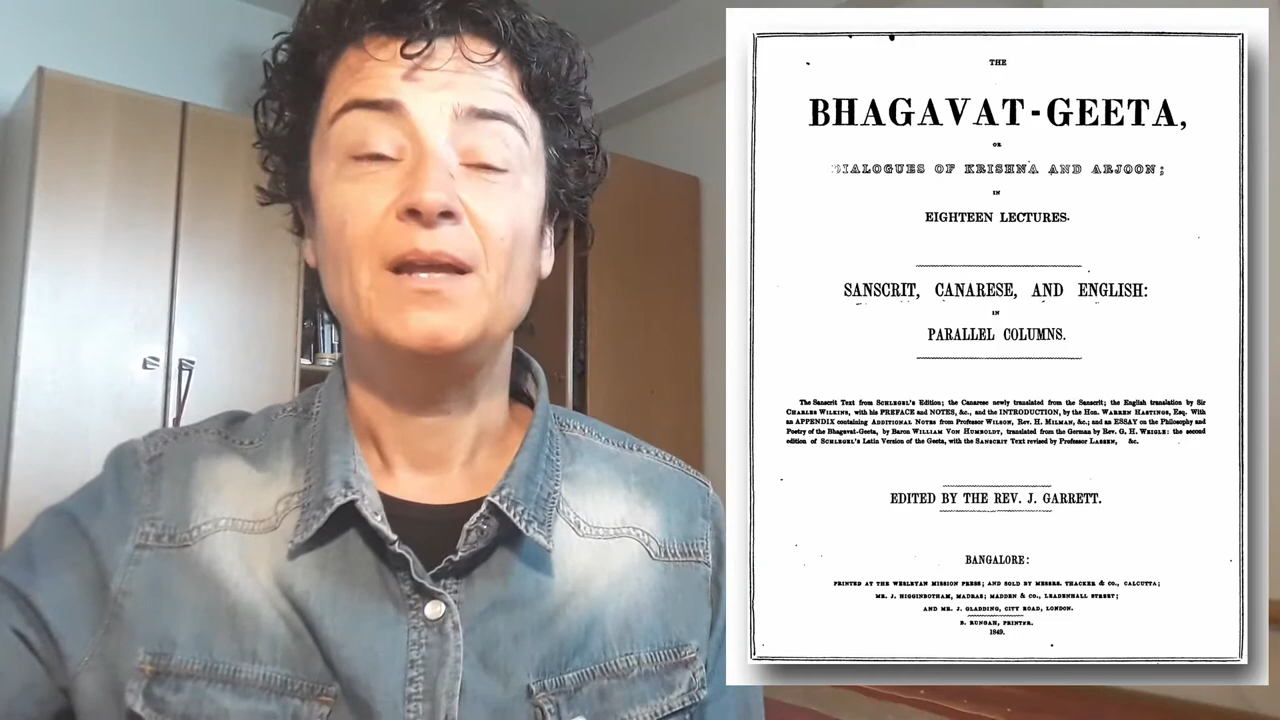 THE
BHAGAVAT-GEETA,
OR
DIALOGUES OF KRISHNA AND ARJOON;
IN
EIGHTEEN LECTURES.
SANSCRIT, CANARESE, AND ENGLISH:
IN
PARALLEL COLUMNS.
The Sanscrit Text from SCHLEGEL'S Edition; the Canarese newly translated from the Sanscrit; the English translation by Sir
CHARLES WILKINS, with his PREFACE and NOTES, &c., and the INTRODUCTION, by the Hon. WARREN HASTINGS, Esq. With
an APPENDIX containing ADDITIONAL NOTES from Professor WILSON, Rev. H. MILMAN, &c.; and an ESSAY on the Philosophy and
Poetry of the Bhagavat-Geeta, by Baron WILLIAM VON HUMBOLDT, translated from the German by Rev. G. H. WEIGLE: the second
edition of SCHLEGEL'S Latin Version of the Geeta, with the SANSCRIT TEXT revised by Professor LASSEN, &c.
EDITED BY THE REV. J. GARRETT.
BANGALORE:
PRINTED AT THE WESLEYAN MISSION PRESS; AND SOLD BY MESSRS. THACKER & CO., CALCUTTA;
MR. J. HIGGINBOTHAM, MADRAS; MADDEN & CO., LEADENHALL STREET;
AND MR. J. GLADDING, CITY ROAD, LONDON.
B. RUNGAH, PRINTER.
1849.